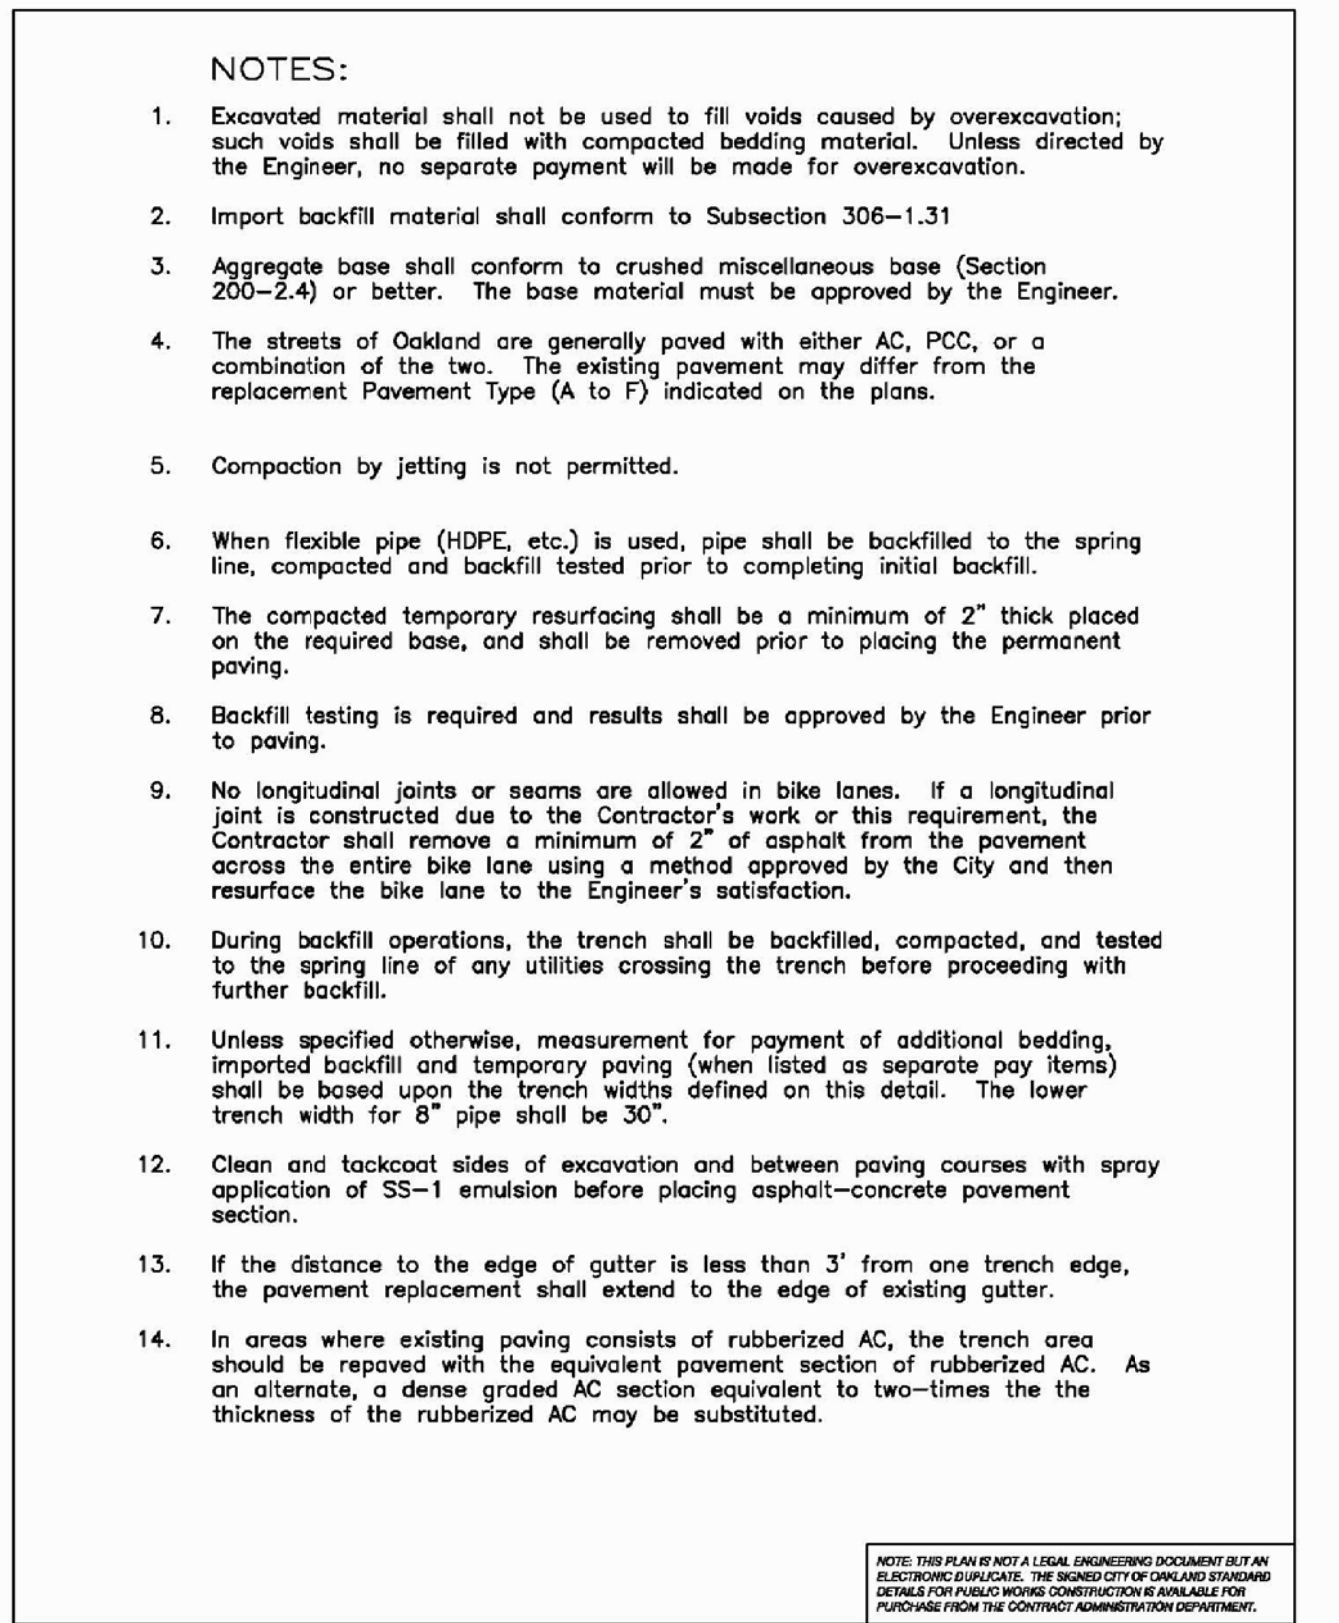 NOTES:
1. Excavated material shall not be used to fill voids caused by overexcavation;
such voids shall be filled with compacted bedding material. Unless directed by
the Engineer, no separate payment will be made for overexcavation.
2. Import backfill material shall conform to Subsection 306-1.31
3. Aggregate base shall conform to crushed miscellaneous base (Section
200-2.4) or better. The base material must be approved by the Engineer.
4. The streets of Oakland are generally paved with either AC, PCC, or a
combination of the two. The existing pavement may differ from the
replacement Pavement Type (A to F) indicated on the plans.
5. Compaction by jetting is not permitted.
6. When flexible pipe (HDPE, etc.) is used, pipe shall be backfilled to the spring
line, compacted and backfill tested prior to completing initial backfill.
7. The compacted temporary resurfacing shall be a minimum of 2" thick placed
on the required base, and shall be removed prior to placing the permanent
paving.
8. Backfill testing is required and results shall be approved by the Engineer prior
to paving.
9. No longitudinal joints or seams are allowed in bike lanes. If a longitudinal
joint is constructed due to the Contractor's work or this requirement, the
Contractor shall remove a minimum of 2" of asphalt from the pavement
across the entire bike lane using a method approved by the City and then
resurface the bike lane to the Engineer's satisfaction.
10. During backfill operations, the trench shall be backfilled, compacted, and tested
to the spring line of any utilities crossing the trench before proceeding with
further backfill.
11. Unless specified otherwise, measurement for payment of additional bedding,
imported backfill and temporary paving (when listed as separate pay items)
shall be based upon the trench widths defined on this detail. The lower
trench width for 8" pipe shall be 30".
12. Clean and tackcoat sides of excavation and between paving courses with spray
application of SS-1 emulsion before placing asphalt-concrete pavement
section.
13. If the distance to the edge of gutter is less than 3' from one trench edge,
the pavement replacement shall extend to the edge of existing gutter.
14. In areas where existing paving consists of rubberized AC, the trench area
should be repaved with the equivalent pavement section of rubberized AC. As
an alternate, a dense graded AC section equivalent to two-times the the
thickness of the rubberized AC may be substituted.
NOTE: THIS PLAN IS NOT A LEGAL ENGINEERING DOCUMENT BUT AN
ELECTRONIC DUPLICATE. THE SIGNED CITY OF OAKLAND STANDARD
DETAILS FOR PUBLIC WORKS CONSTRUCTION IS AVAILABLE FOR
PURCHASE FROM THE CONTRACT ADMINISTRATION DEPARTMENT.